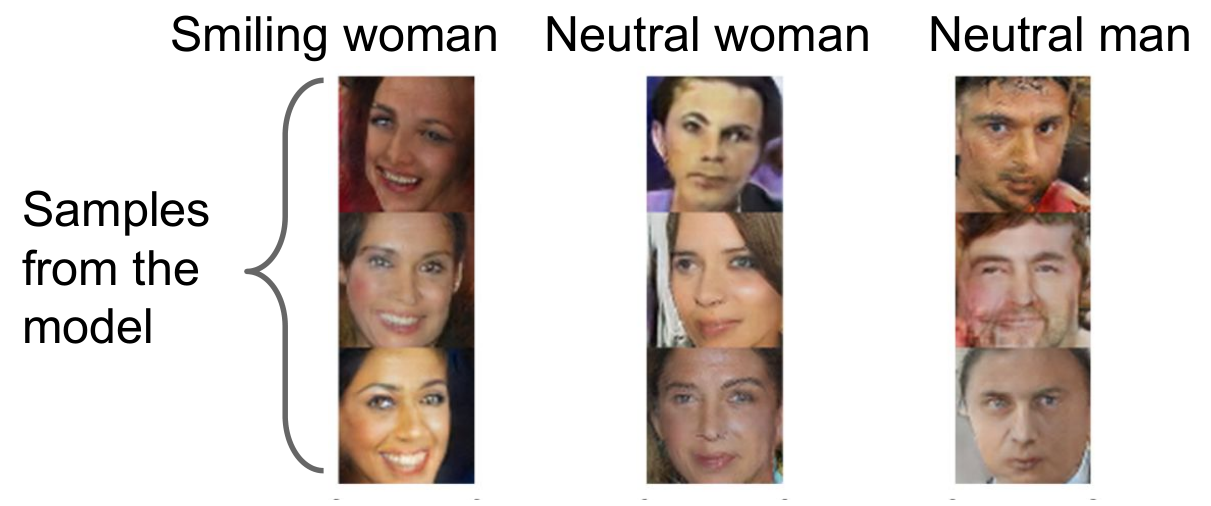 Smiling woman Neutral woman Neutral man
Samples
from the
model